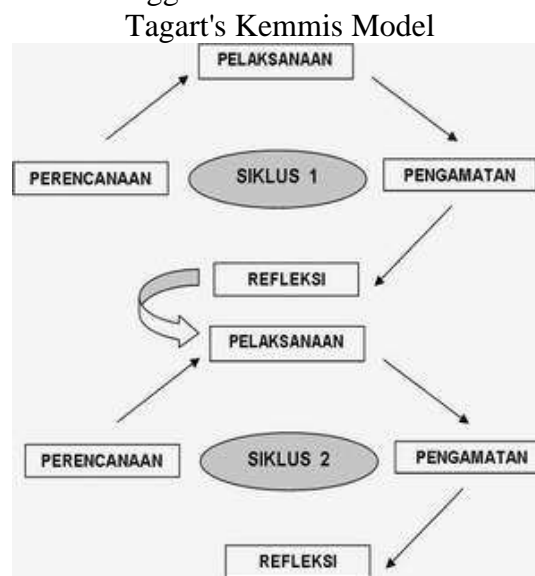 Tagart's Kemmis Model
PELAKSANAAN
PERENCANAAN
SIKLUS 1
PENGAMATAN
REFLEKSI
PELAKSANAAN
PERENCANAAN
SIKLUS 2
PENGAMATAN
REFLEKSI